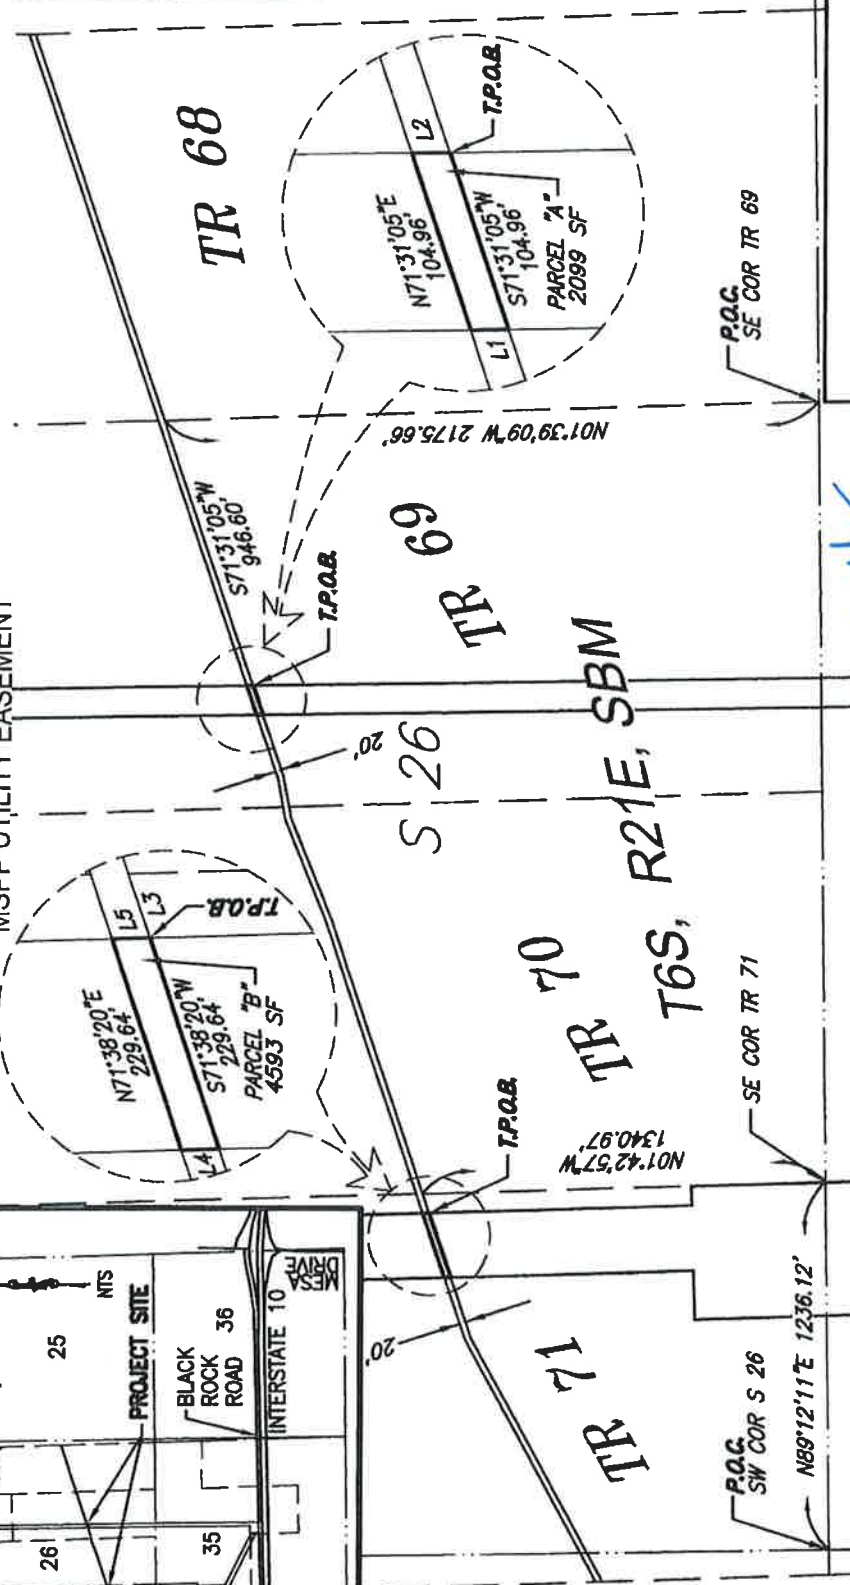 MSFP UTILITY EASEMENT
TR 68
N71°31'05"E
104.96'
S71°31'05"W
104.96'
PARCEL "A"
2099 SF
L1
L2
T.P.O.B.
P.O.C.
SE COR TR 69
N01°39'09"W 2175.66'
S71°31'05"W
946.60'
T.P.O.B.
TR 69
20'
S 26
T6S, R21E, SBM
N71°38'20"E
229.64'
S71°38'20"W
229.64'
PARCEL "B"
4593 SF
L5
L3
L4
T.P.O.B.
TR 70
T.P.O.B.
N01°42'57"W
1340.97'
SE COR TR 71
20'
TR 71
P.O.C.
SW COR S 26
N89°12'11"E 1236.12'
NTS
25
PROJECT SITE
BLACK
ROCK
ROAD
36
INTERSTATE 10
MESA
DRIVE
26
35